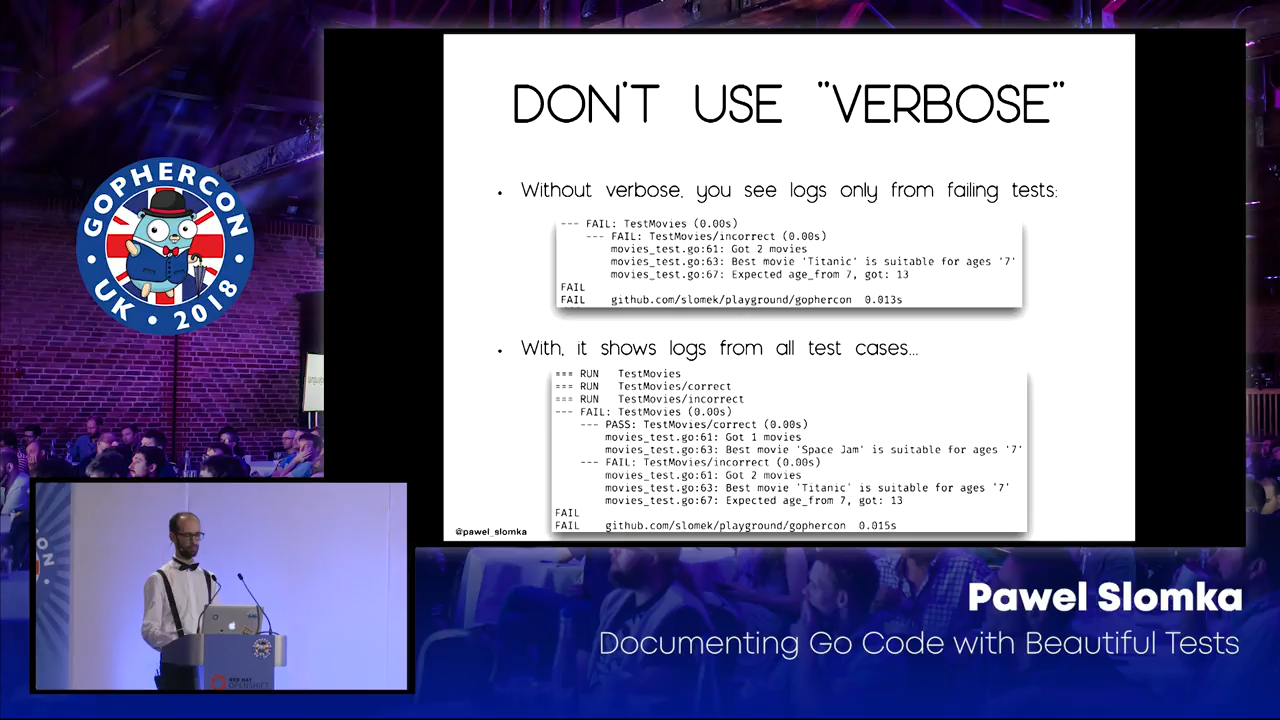 GOPHERCON
UK • 2018
DON'T USE "VERBOSE"
• Without verbose, you see logs only from failing tests:
--- FAIL: TestMovies (0.00s)
    --- FAIL: TestMovies/incorrect (0.00s)
        movies_test.go:61: Got 2 movies
        movies_test.go:63: Best movie 'Titanic' is suitable for ages '7'
        movies_test.go:67: Expected age_from 7, got: 13
FAIL
FAIL    github.com/slomek/playground/gophercon  0.013s
• With, it shows logs from all test cases...
=== RUN   TestMovies
=== RUN   TestMovies/correct
=== RUN   TestMovies/incorrect
--- FAIL: TestMovies (0.00s)
    --- PASS: TestMovies/correct (0.00s)
        movies_test.go:61: Got 1 movies
        movies_test.go:63: Best movie 'Space Jam' is suitable for ages '7'
    --- FAIL: TestMovies/incorrect (0.00s)
        movies_test.go:61: Got 2 movies
        movies_test.go:63: Best movie 'Titanic' is suitable for ages '7'
        movies_test.go:67: Expected age_from 7, got: 13
FAIL
FAIL    github.com/slomek/playground/gophercon  0.015s
@pawel_slomka
RED HAT
OPENSHIFT
Pawel Slomka
Documenting Go Code with Beautiful Tests